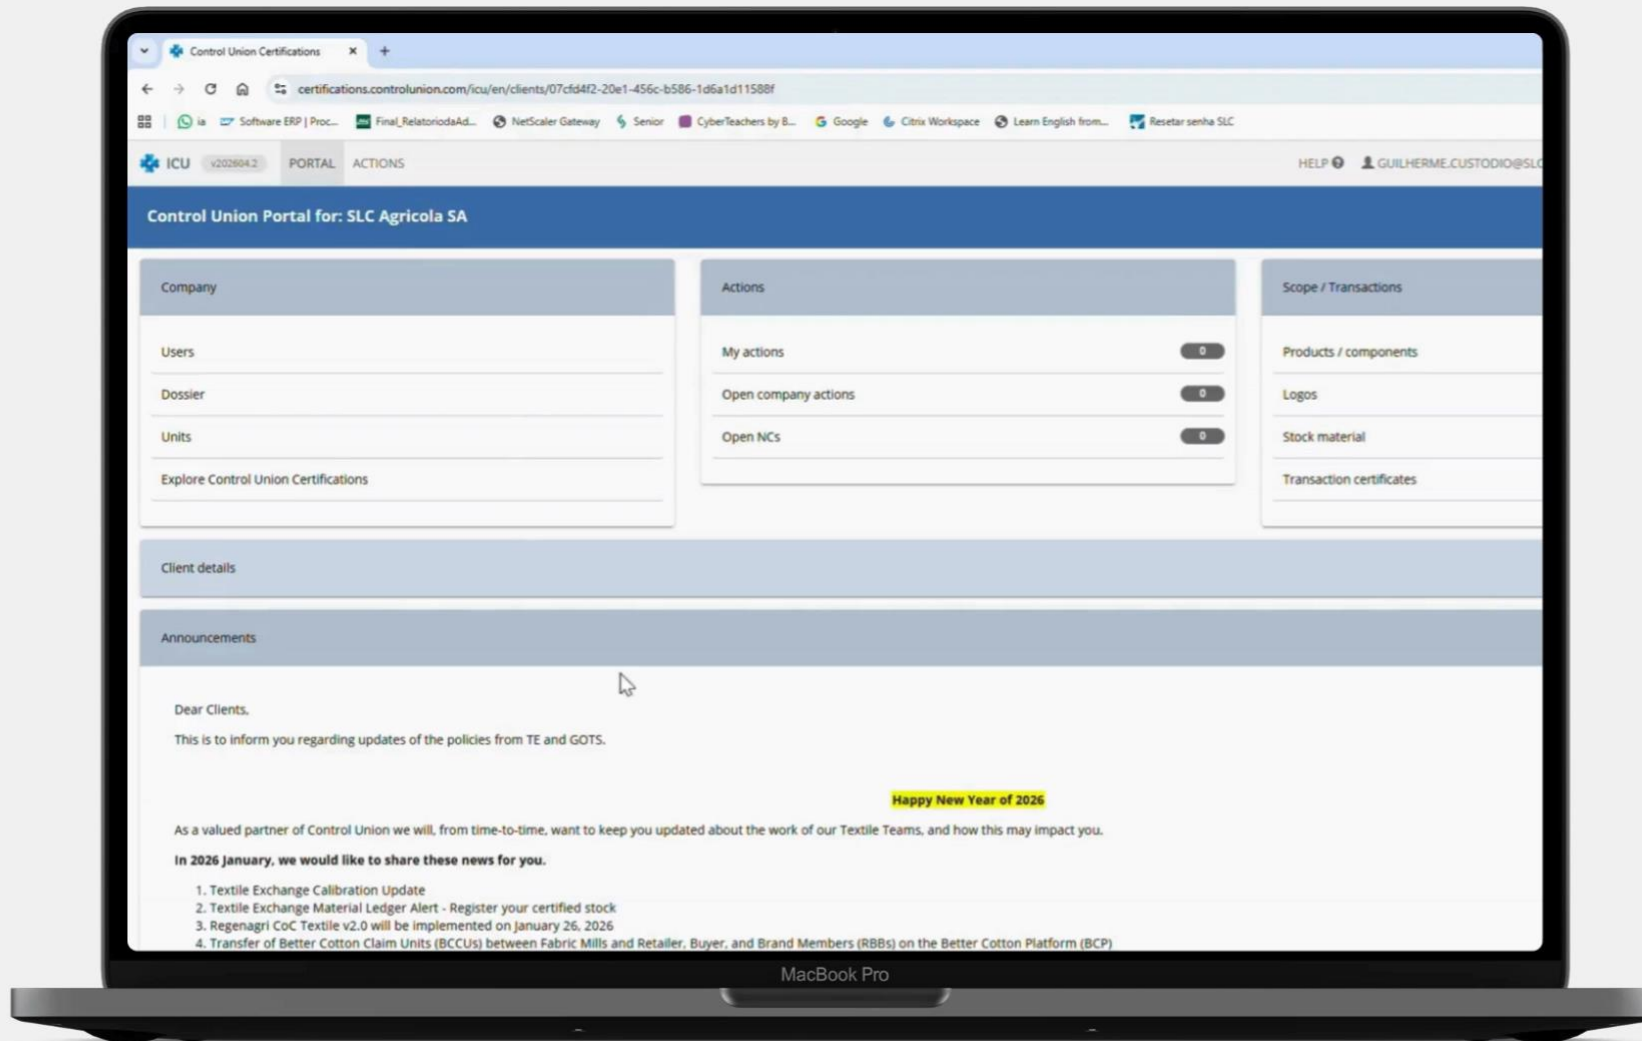 Control Union Certifications
certifications.controlunion.com/icu/en/clients/07cfd4f2-20e1-456c-b586-1d6a1d11588f
ia Software ERP | Proc... Final_RelatoriodaAd... NetScaler Gateway Senior CyberTeachers by B... Google Citrix Workspace Learn English from... Resetar senha SLC
ICU v202604.2 PORTAL ACTIONS HELP GUILHERME.CUSTODIO@SLC
Control Union Portal for: SLC Agricola SA
Company
Users
Dossier
Units
Explore Control Union Certifications
Actions
My actions 0
Open company actions 0
Open NCs 0
Scope / Transactions
Products / components
Logos
Stock material
Transaction certificates
Client details
Announcements
Dear Clients,
This is to inform you regarding updates of the policies from TE and GOTS.
Happy New Year of 2026
As a valued partner of Control Union we will, from time-to-time, want to keep you updated about the work of our Textile Teams, and how this may impact you.
In 2026 January, we would like to share these news for you.
1. Textile Exchange Calibration Update
2. Textile Exchange Material Ledger Alert - Register your certified stock
3. Regenagri CoC Textile v2.0 will be implemented on January 26, 2026
4. Transfer of Better Cotton Claim Units (BCCUs) between Fabric Mills and Retailer, Buyer, and Brand Members (RBBs) on the Better Cotton Platform (BCP)
MacBook Pro